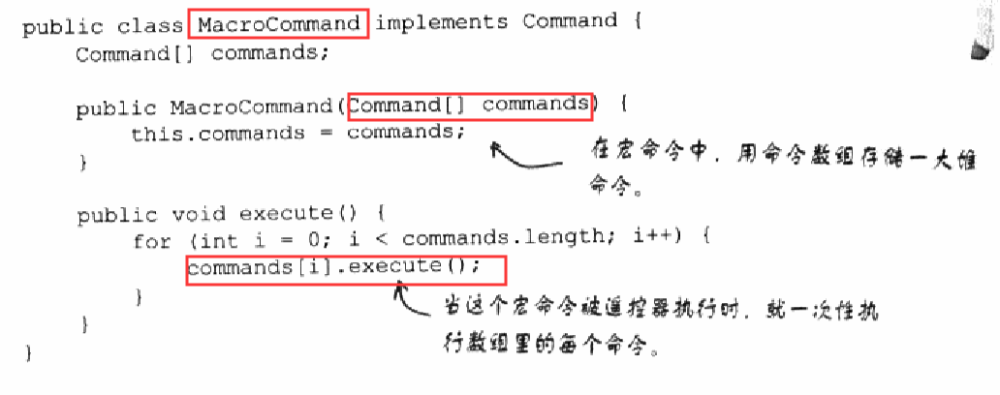 public class MacroCommand implements Command {
Command[] commands;
public MacroCommand(Command[] commands) {
this.commands = commands;
}
在宏命令中，用命令数组存储一大堆
命令。
public void execute() {
for (int i = 0; i < commands.length; i++) {
commands[i].execute();
}
当这个宏命令被遥控器执行时，就一次性执
行数组里的每个命令。
}
}